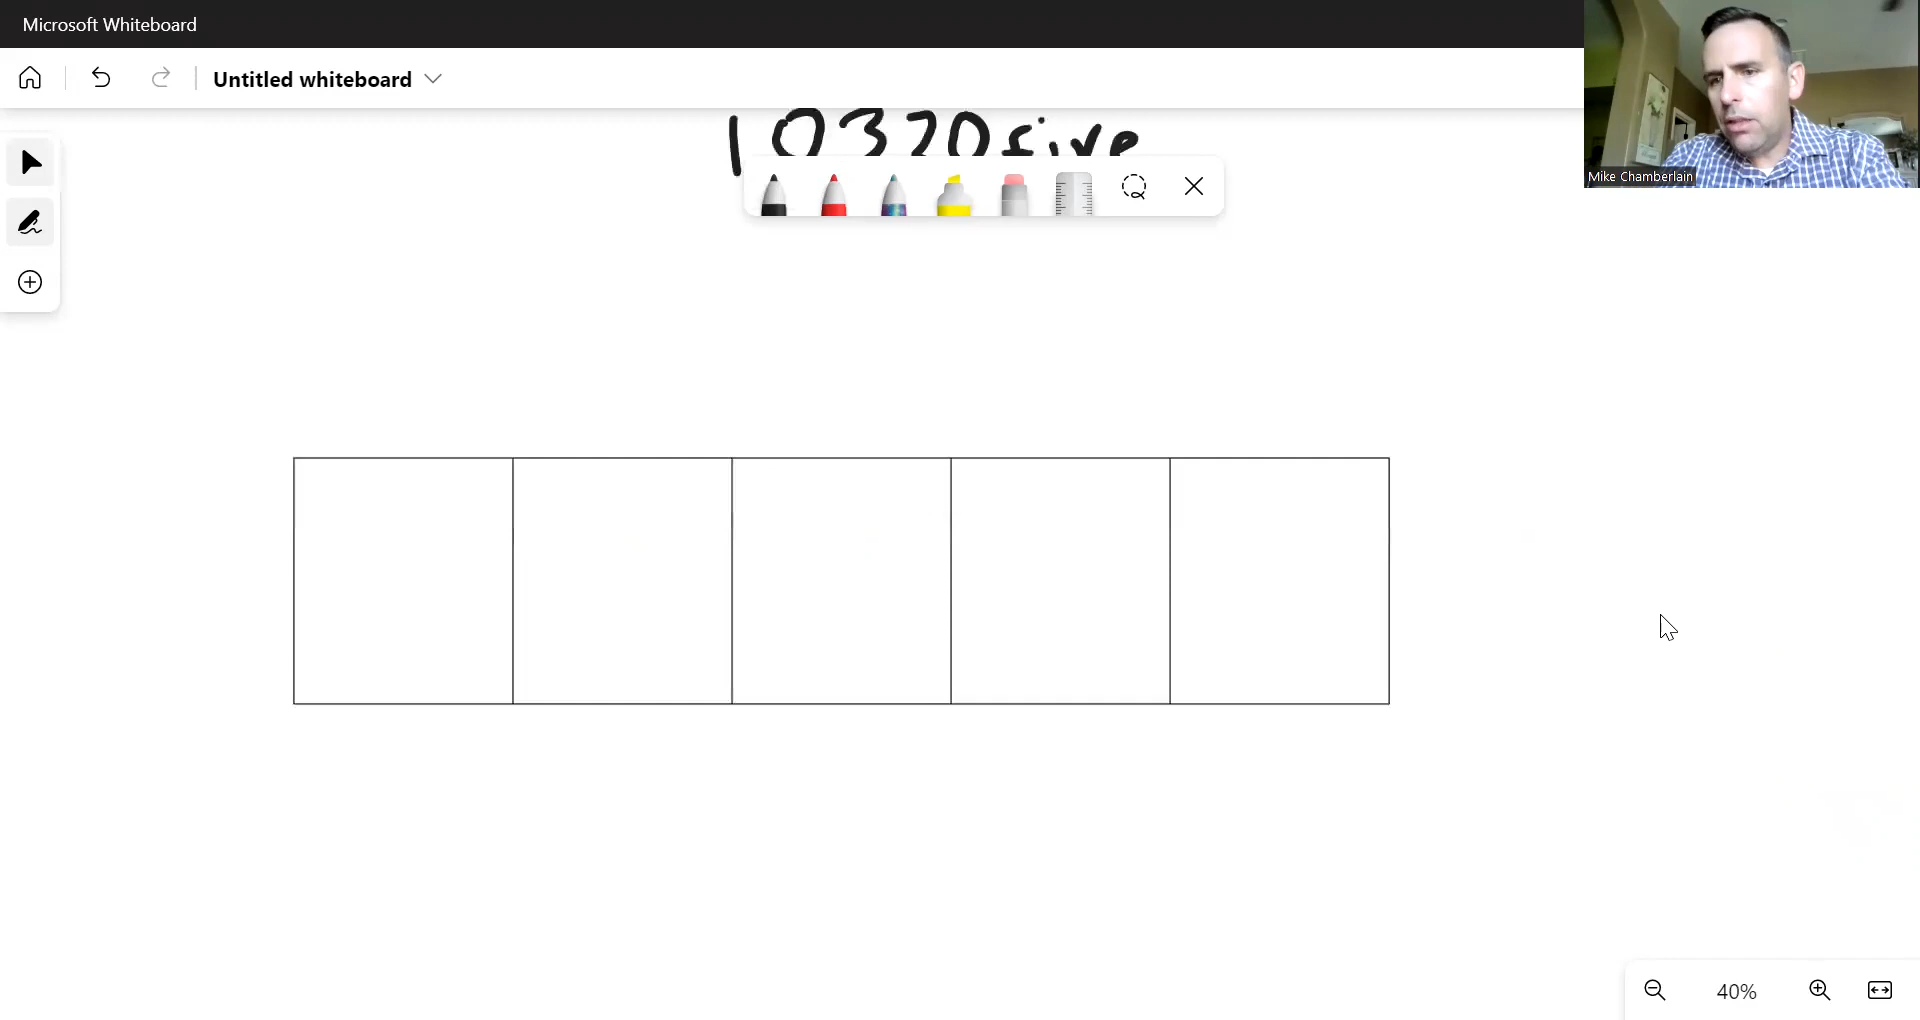 Microsoft Whiteboard
Untitled whiteboard
10320five
Mike Chamberlain
40%